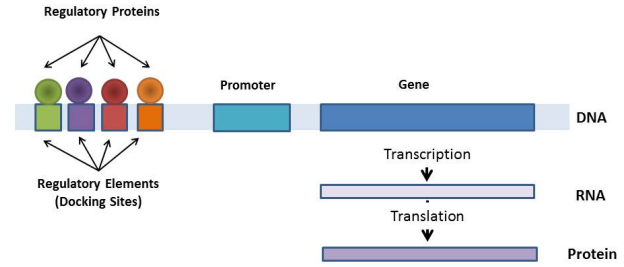 Regulatory Proteins
Promoter
Gene
DNA
Regulatory Elements
(Docking Sites)
Transcription
RNA
Translation
Protein